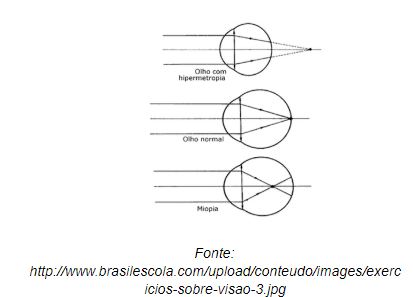 Olho com
hipermetropia
Olho normal
Miopia
Fonte:
http://www.brasilescola.com/upload/conteudo/images/exerc
icios-sobre-visao-3.jpg